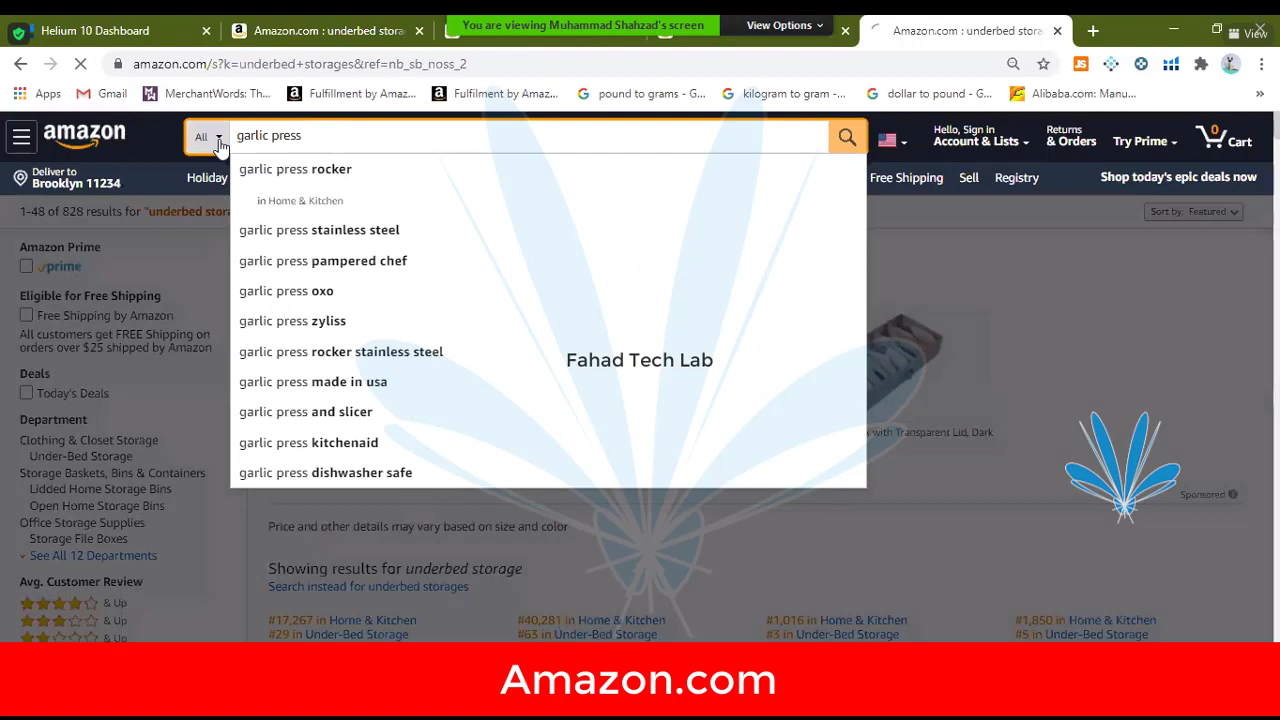 You are viewing Muhammad Shahzad's screen
View Options
View
Helium 10 Dashboard
Amazon.com : underbed stora
Amazon.com : underbed stora
amazon.com/s?k=underbed+storages&ref=nb_sb_noss_2
Apps
Gmail
MerchantWords: Th...
Fulfillment by Amaz...
Fulfillment by Amaz...
pound to grams - G...
kilogram to gram -...
dollar to pound - G...
Alibaba.com: Manu...
amazon
All
garlic press
Hello, Sign in
Account & Lists
Returns
& Orders
Try Prime
0
Cart
Deliver to
Brooklyn 11234
Holiday
Free Shipping
Sell
Registry
Shop today's epic deals now
1-48 of 828 results for "underbed stora
Sort by: Featured
garlic press rocker
in Home & Kitchen
garlic press stainless steel
garlic press pampered chef
garlic press oxo
garlic press zyliss
garlic press rocker stainless steel
garlic press made in usa
garlic press and slicer
garlic press kitchenaid
garlic press dishwasher safe
Amazon Prime
prime
Eligible for Free Shipping
Free Shipping by Amazon
All customers get FREE Shipping on
orders over $25 shipped by Amazon
Deals
Today's Deals
Department
Clothing & Closet Storage
Under-Bed Storage
Storage Baskets, Bins & Containers
Lidded Home Storage Bins
Open Home Storage Bins
Office Storage Supplies
Storage File Boxes
See All 12 Departments
Avg. Customer Review
& Up
& Up
& Up
Fahad Tech Lab
with Transparent Lid, Dark
Sponsored
Price and other details may vary based on size and color
Showing results for underbed storage
Search instead for underbed storages
#17,267 in Home & Kitchen
#29 in Under-Bed Storage
#40,281 in Home & Kitchen
#63 in Under-Bed Storage
#1,016 in Home & Kitchen
#3 in Under-Bed Storage
#1,850 in Home & Kitchen
#5 in Under-Bed Storage
Amazon.com